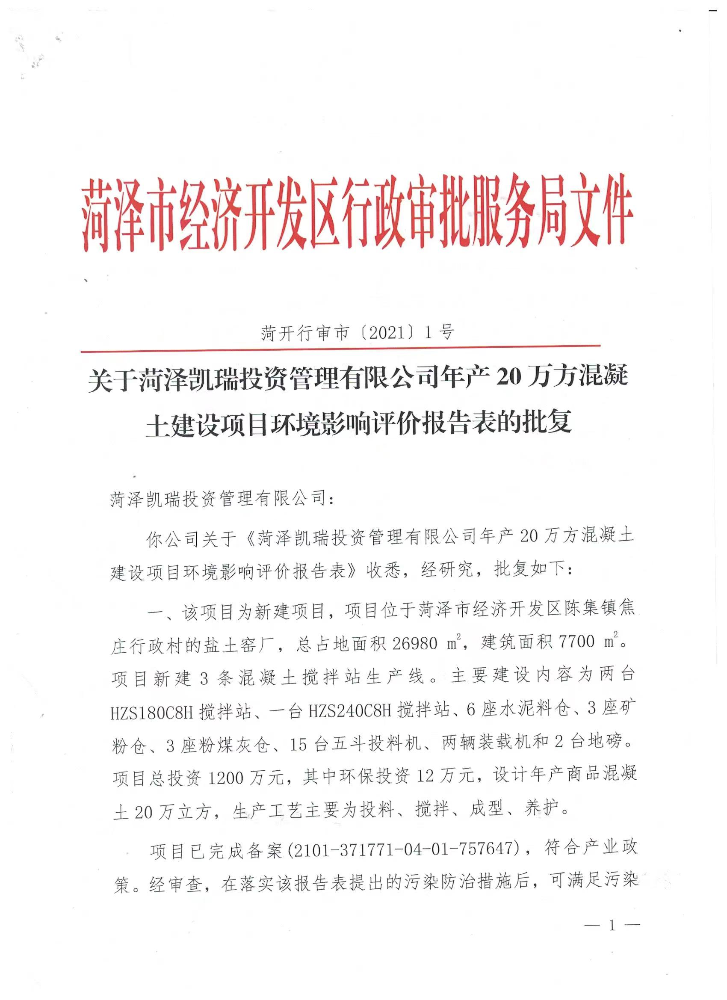 菏泽市经济开发区行政审批服务局文件
菏开行审市〔2021〕1号
关于菏泽凯瑞投资管理有限公司年产20万方混凝
土建设项目环境影响评价报告表的批复
菏泽凯瑞投资管理有限公司：
你公司关于《菏泽凯瑞投资管理有限公司年产20万方混凝土
建设项目环境影响评价报告表》收悉，经研究，批复如下：
一、该项目为新建项目，项目位于菏泽市经济开发区陈集镇焦
庄行政村的盐土窑厂，总占地面积26980 m²，建筑面积7700 m²。
项目新建3条混凝土搅拌站生产线。主要建设内容为两台
HZS180C8H搅拌站、一台HZS240C8H搅拌站、6座水泥料仓、3座矿
粉仓、3座粉煤灰仓、15台五斗投料机、两辆装载机和2台地磅。
项目总投资1200万元，其中环保投资12万元，设计年产商品混凝
土20万立方，生产工艺主要为投料、搅拌、成型、养护。
项目已完成备案(2101-371771-04-01-757647)，符合产业政
策。经审查，在落实该报告表提出的污染防治措施后，可满足污染
— 1 —